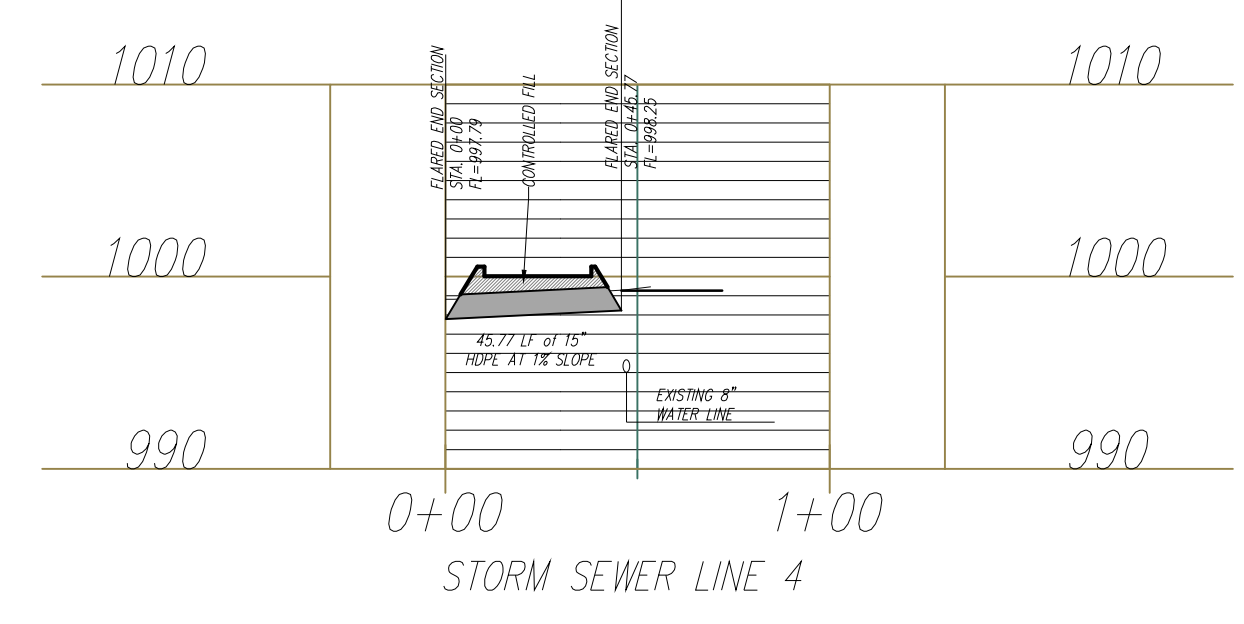 1010
1010
FLARED END SECTION
STA. 0+00
FL=997.79
CONTROLLED FILL
FLARED END SECTION
STA. 0+45.77
FL=998.25
1000
1000
45.77 LF of 15"
HDPE AT 1% SLOPE
EXISTING 8"
WATER LINE
990
990
0+00
1+00
STORM SEWER LINE 4